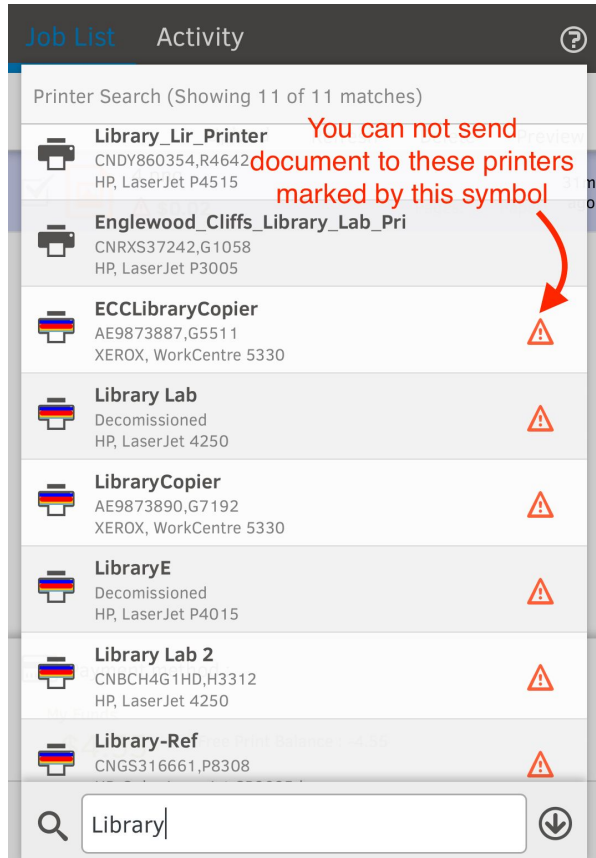 Job List Activity
Printer Search (Showing 11 of 11 matches)
Library_Lir_Printer
CNDY860354,R4642
HP, LaserJet P4515
You can not send
document to these printers
marked by this symbol
Preview
Englewood_Cliffs_Library_Lab_Pri
CNRXS37242,G1058
HP, LaserJet P3005
ECCLibraryCopier
AE9873887,G5511
XEROX, WorkCentre 5330
Library Lab
Decomissioned
HP, LaserJet 4250
LibraryCopier
AE9873890,G7192
XEROX, WorkCentre 5330
LibraryE
Decomissioned
HP, LaserJet P4015
Library Lab 2
CNBCH4G1HD,H3312
HP, LaserJet 4250
Library-Ref
CNGS316661,P8308
Library